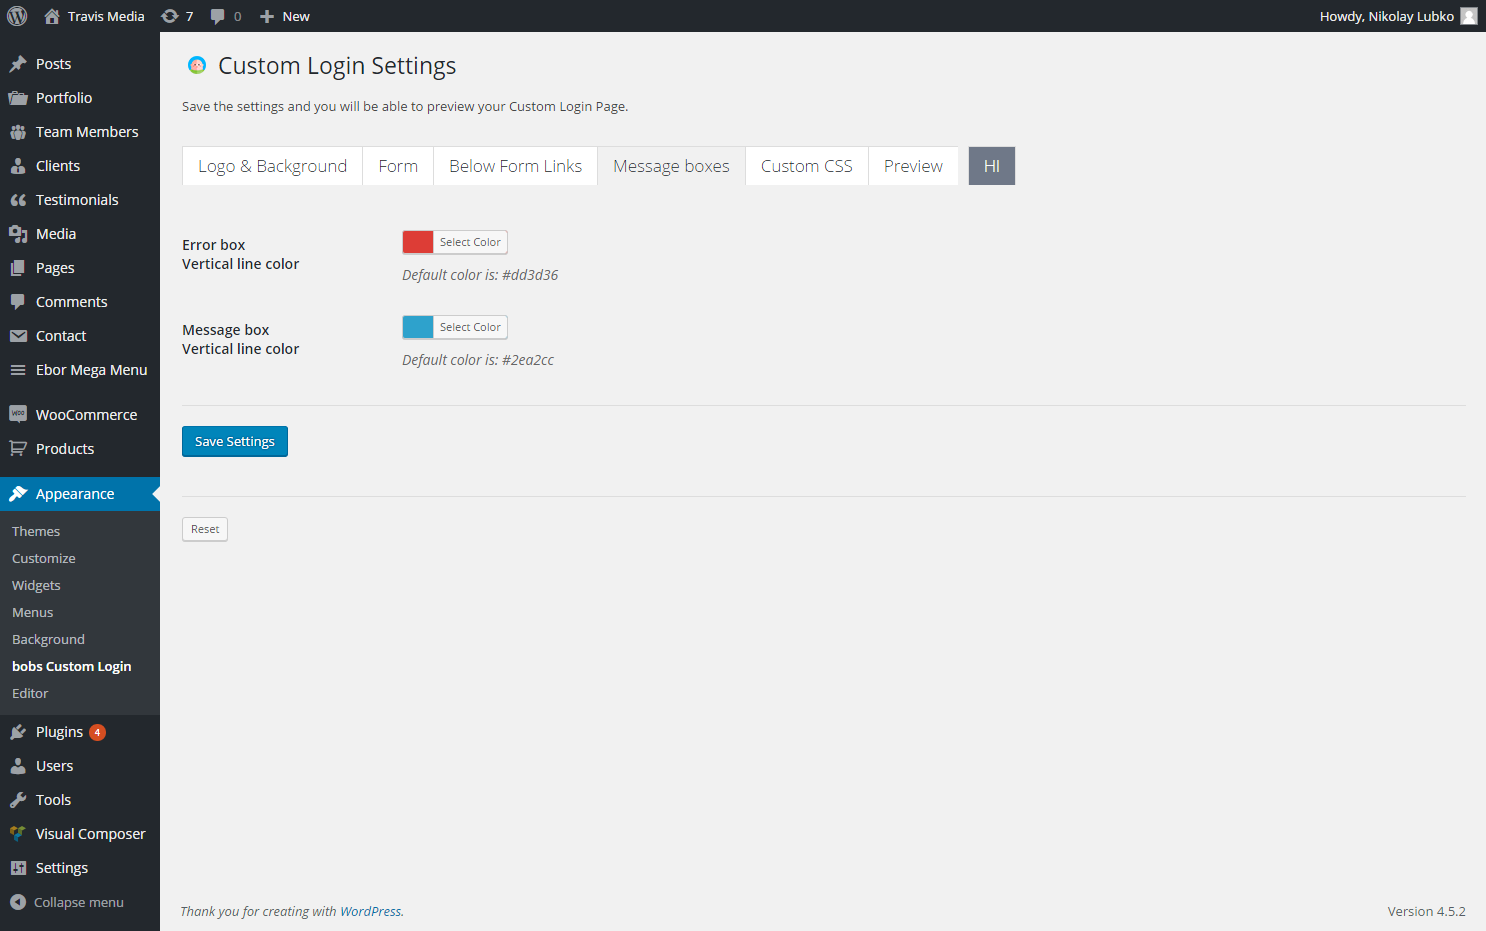 Travis Media
7
0
New
Howdy, Nikolay Lubko
Posts
Portfolio
Team Members
Clients
Testimonials
Media
Pages
Comments
Contact
Ebor Mega Menu
WOO
WooCommerce
Products
Appearance
Themes
Customize
Widgets
Menus
Background
bobs Custom Login
Editor
Plugins 4
Users
Tools
Visual Composer
Settings
Collapse menu
Custom Login Settings
Save the settings and you will be able to preview your Custom Login Page.
Logo & Background
Form
Below Form Links
Message boxes
Custom CSS
Preview
HI
Error box
Vertical line color
Select Color
Default color is: #dd3d36
Message box
Vertical line color
Select Color
Default color is: #2ea2cc
Save Settings
Reset
Thank you for creating with WordPress.
Version 4.5.2